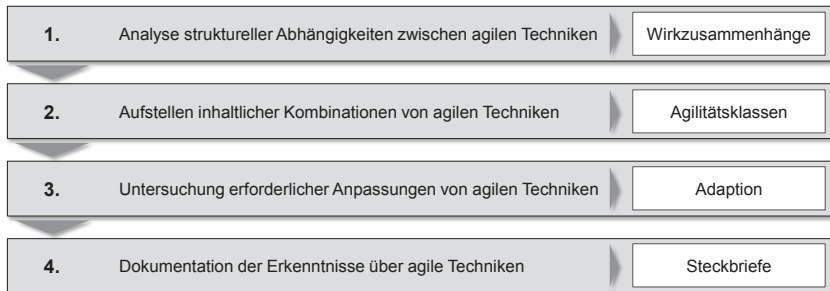 1. Analyse struktureller Abhängigkeiten zwischen agilen Techniken Wirkzusammenhänge
2. Aufstellen inhaltlicher Kombinationen von agilen Techniken Agilitätsklassen
3. Untersuchung erforderlicher Anpassungen von agilen Techniken Adaption
4. Dokumentation der Erkenntnisse über agile Techniken Steckbriefe